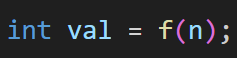 int val = f(n);